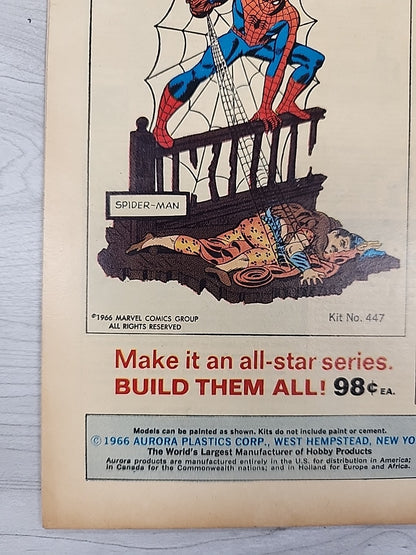 SPIDER-MAN
©1966 MARVEL COMICS GROUP
ALL RIGHTS RESERVED
Kit No. 447
Make it an all-star series.
BUILD THEM ALL! 98¢ EA.
Models can be painted as shown. Kits do not include paint or cement.
© 1966 AURORA PLASTICS CORP., WEST HEMPSTEAD, NEW YO
The World's Largest Manufacturer of Hobby Products
Aurora products are manufactured entirely in the U.S. for distribution in America;
in Canada for the Commonwealth nations; and in Holland for Europe and Africa.